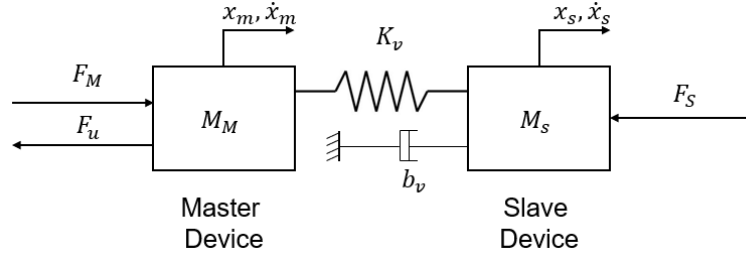 x_m, ẋ_m
x_s, ẋ_s
K_v
F_M
F_u
M_M
M_s
F_S
b_v
Master
Device
Slave
Device